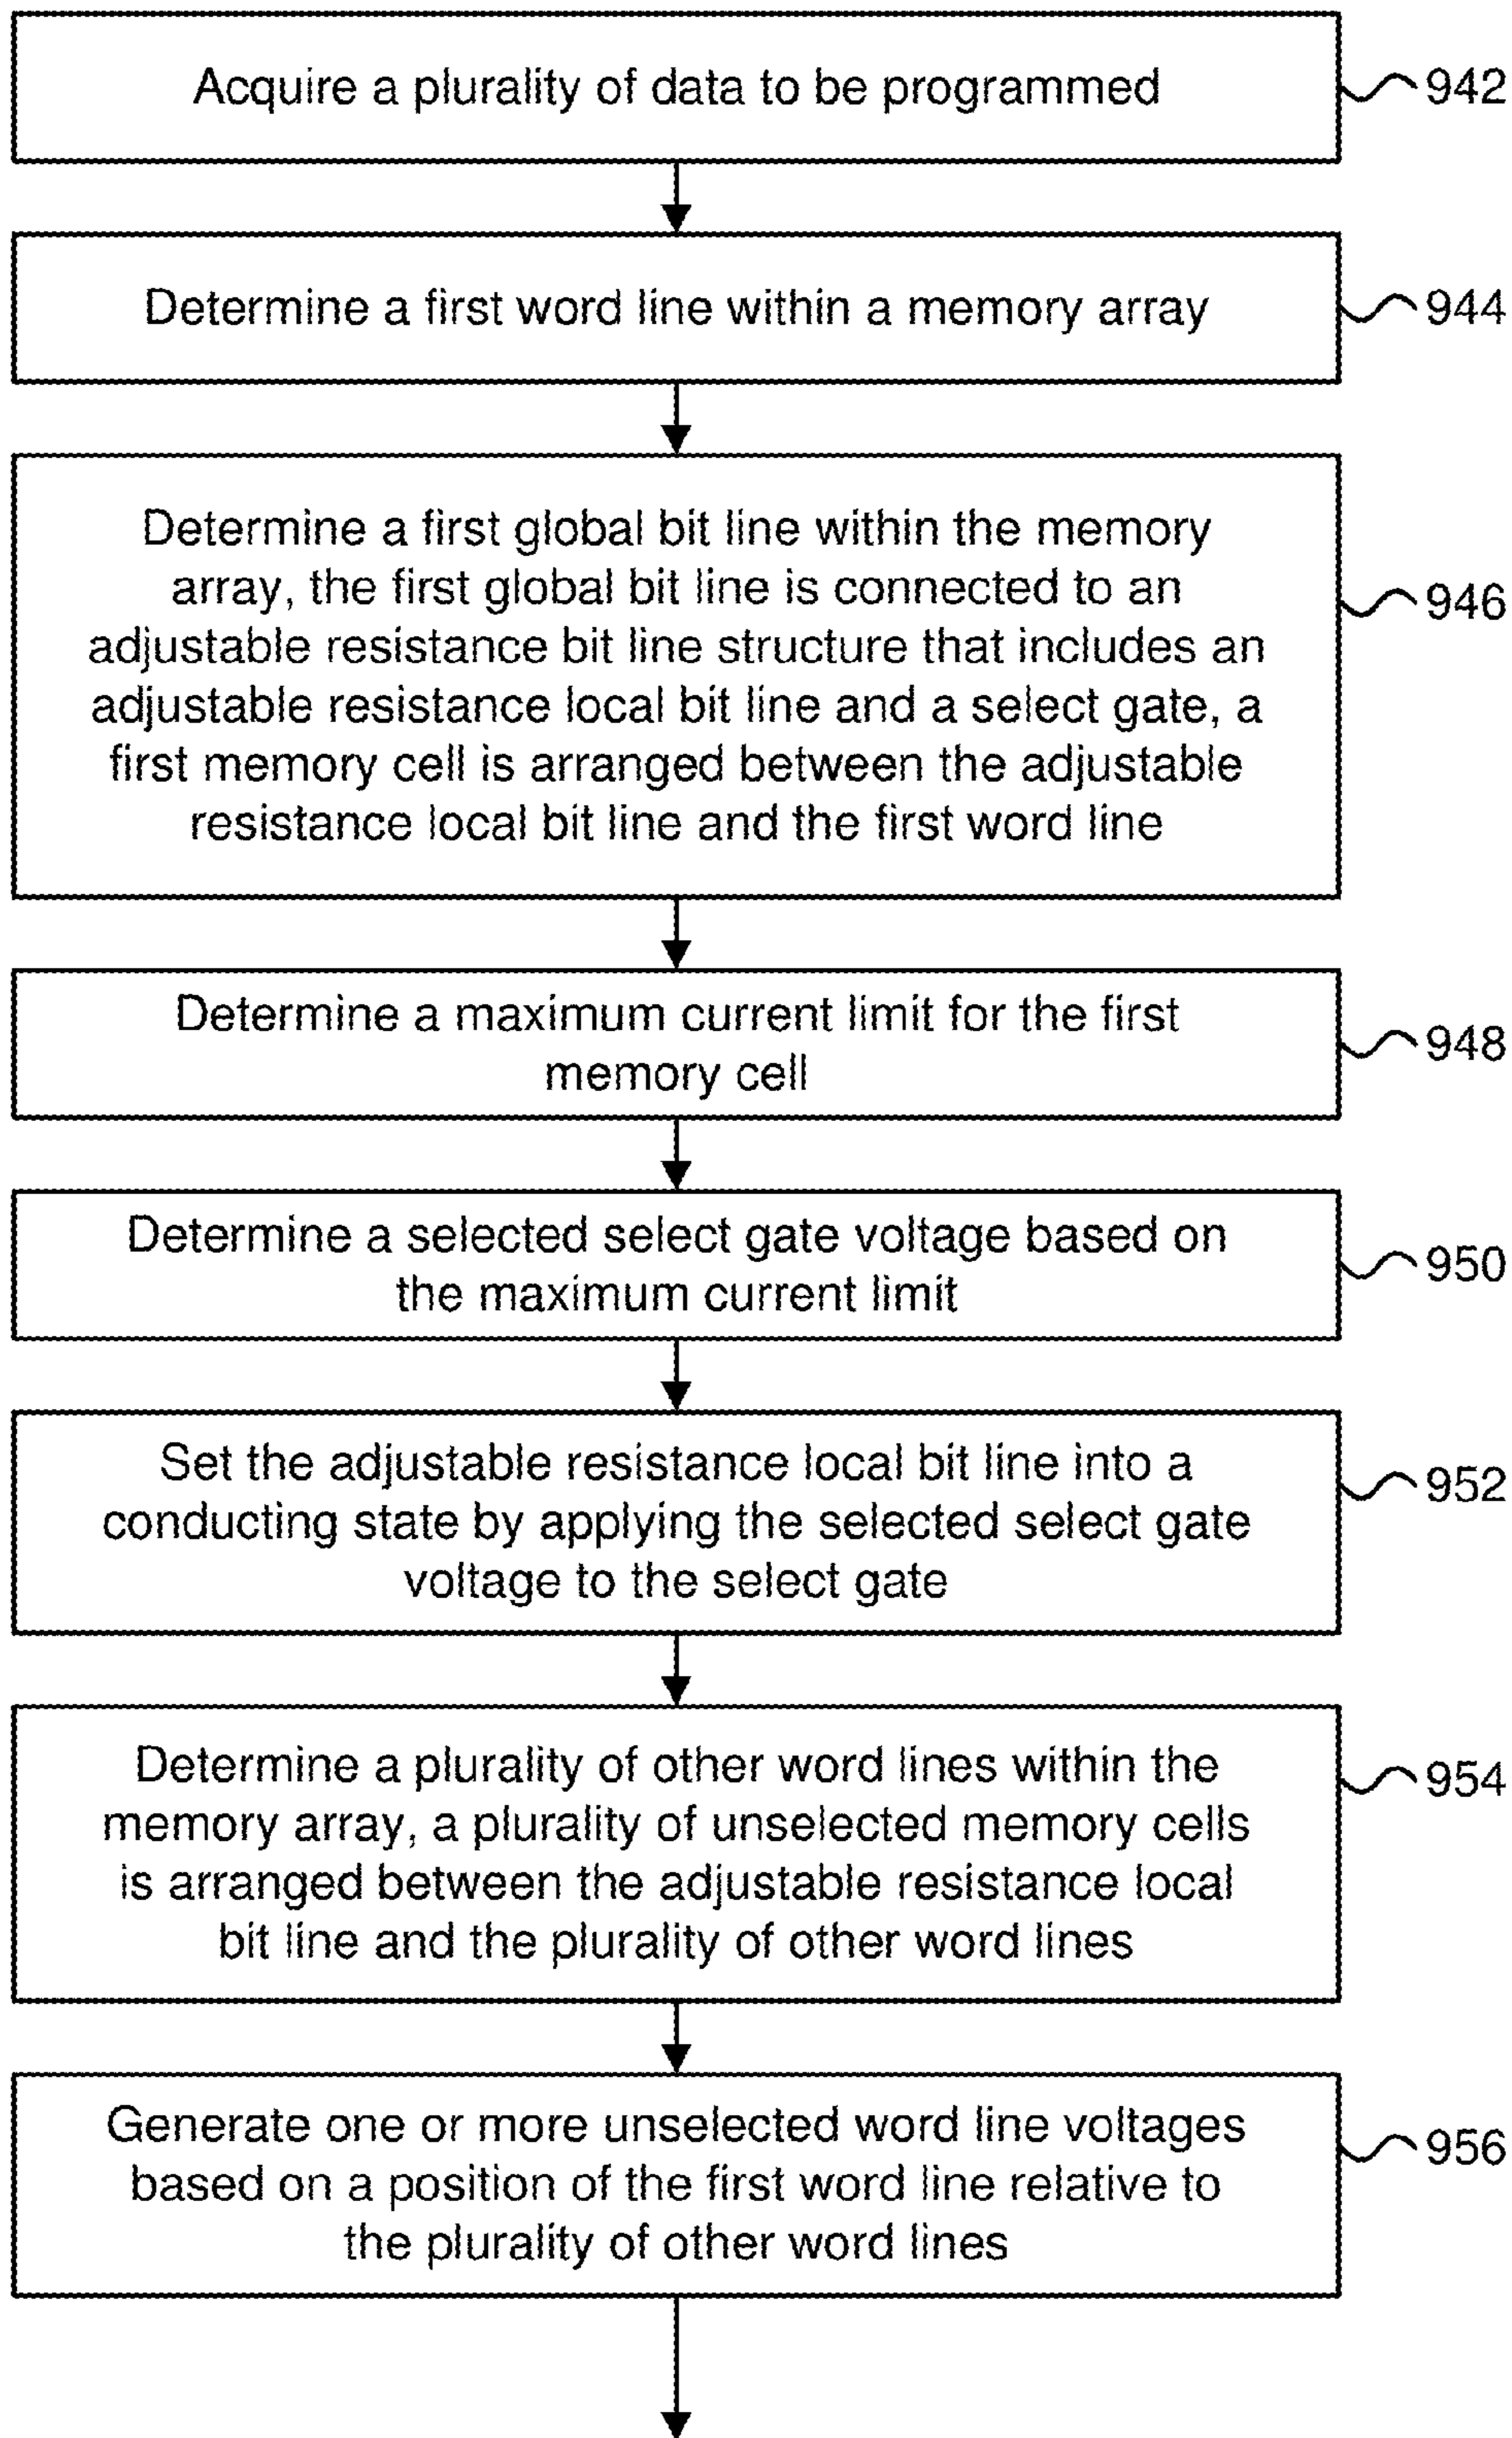 Acquire a plurality of data to be programmed
942
Determine a first word line within a memory array
944
Determine a first global bit line within the memory
array, the first global bit line is connected to an
adjustable resistance bit line structure that includes an
adjustable resistance local bit line and a select gate, a
first memory cell is arranged between the adjustable
resistance local bit line and the first word line
946
Determine a maximum current limit for the first
memory cell
948
Determine a selected select gate voltage based on
the maximum current limit
950
Set the adjustable resistance local bit line into a
conducting state by applying the selected select gate
voltage to the select gate
952
Determine a plurality of other word lines within the
memory array, a plurality of unselected memory cells
is arranged between the adjustable resistance local
bit line and the plurality of other word lines
954
Generate one or more unselected word line voltages
based on a position of the first word line relative to
the plurality of other word lines
956